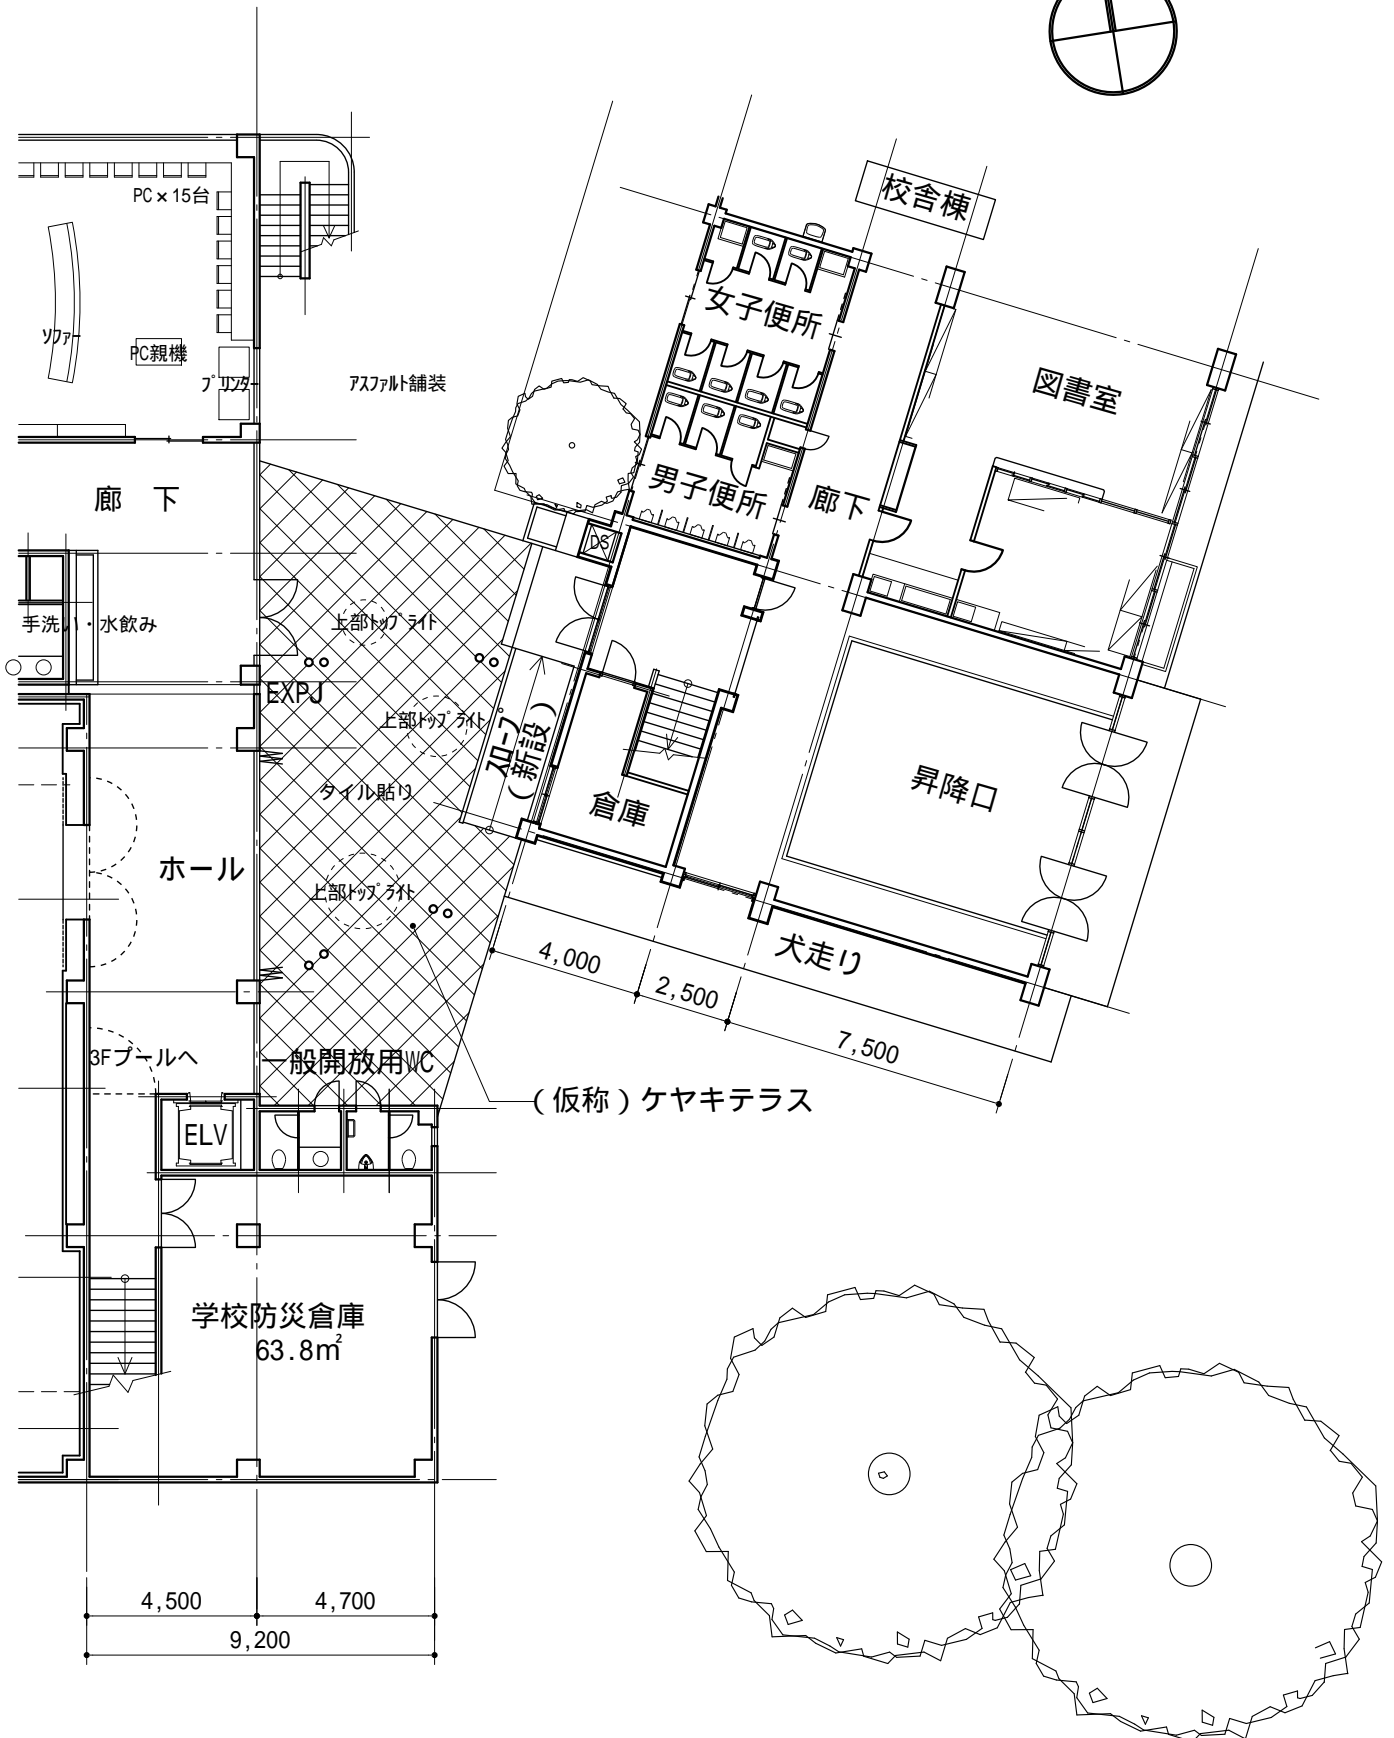 校舎棟
PC×15台
女子便所
ソファー
PC親機
プリンター
アスファルト舗装
図書室
廊 下
男子便所
廊下
DS
手洗い・水飲み
上部トップライト
EXPJ
上部トップライト
スロープ
（新設）
タイル貼り
倉庫
昇降口
ホール
上部トップライト
犬走り
4,000
2,500
7,500
3Fプールへ
一般開放用WC
（仮称）ケヤキテラス
ELV
学校防災倉庫
63.8㎡
4,500
4,700
9,200